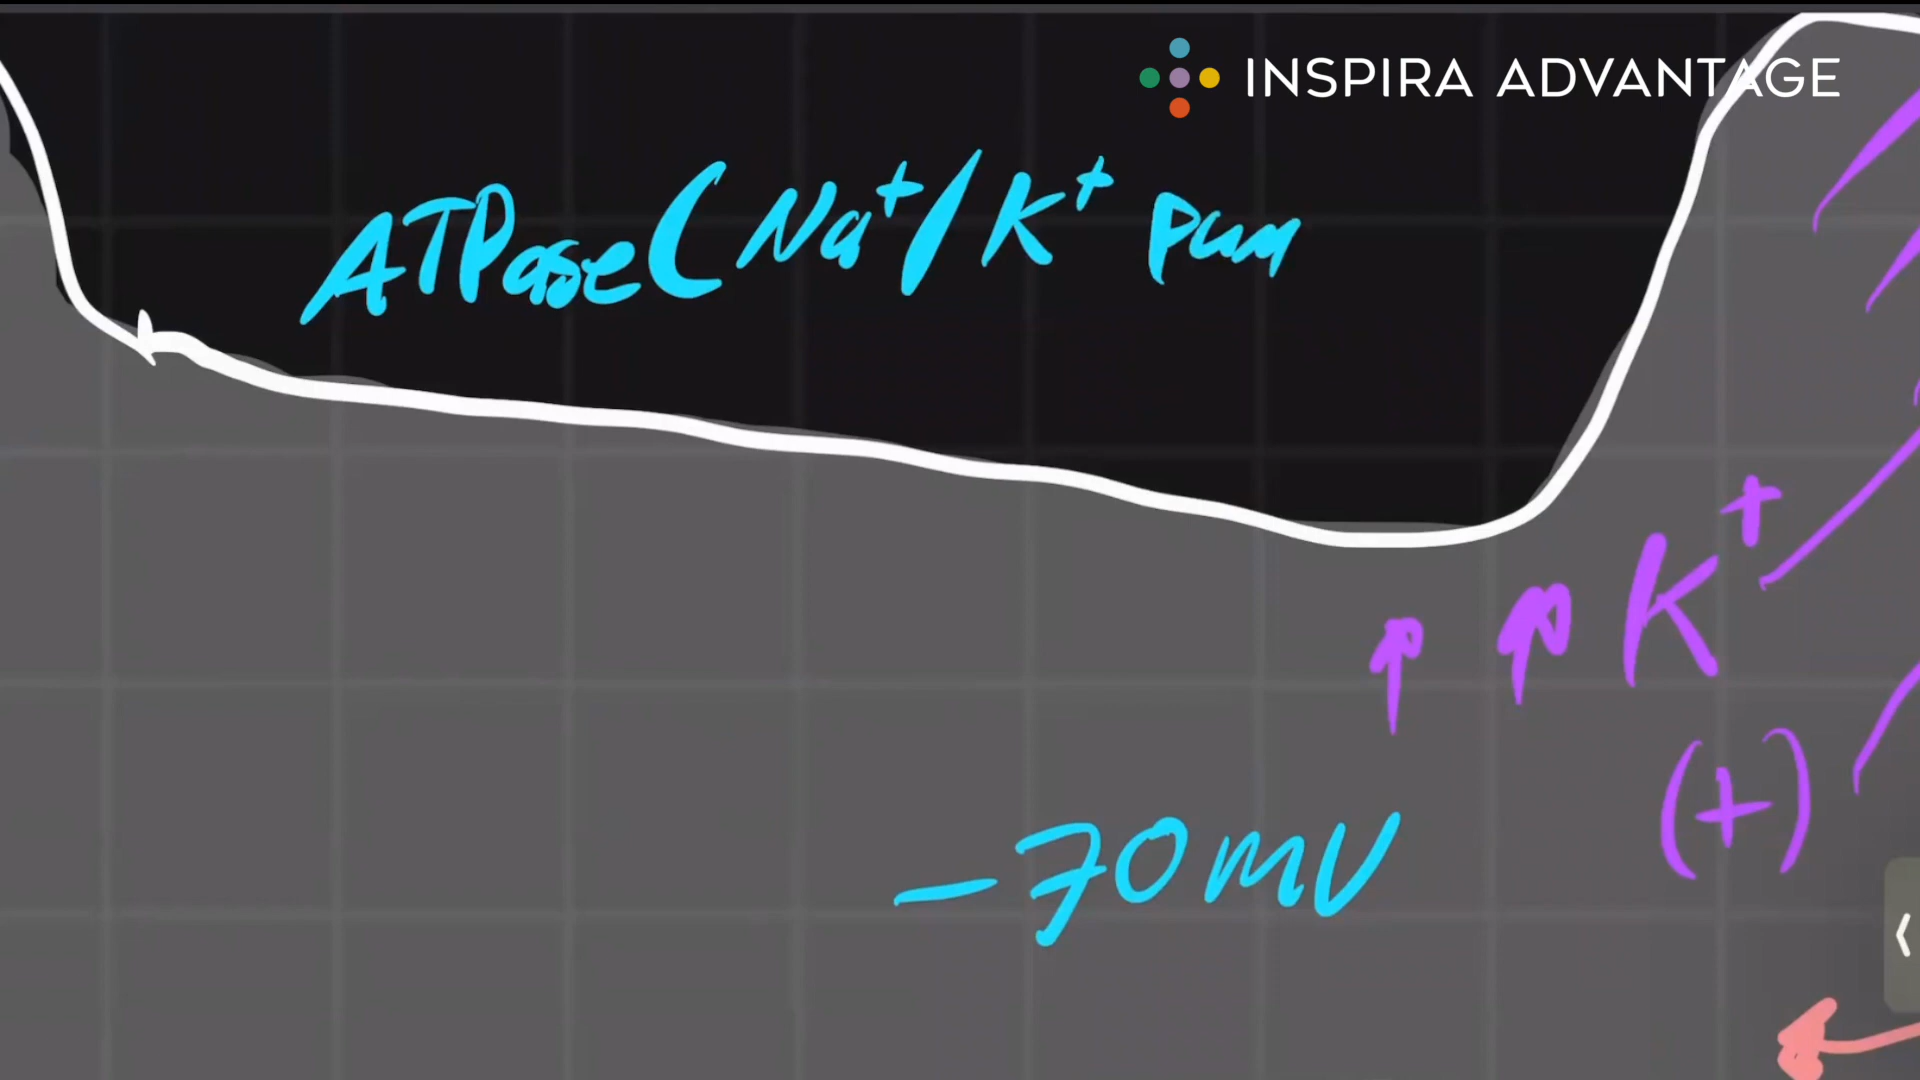 INSPIRA ADVANTAGE
ATPase (Na+/K+ pum
↑ ↑ K+
(+)
-70mV